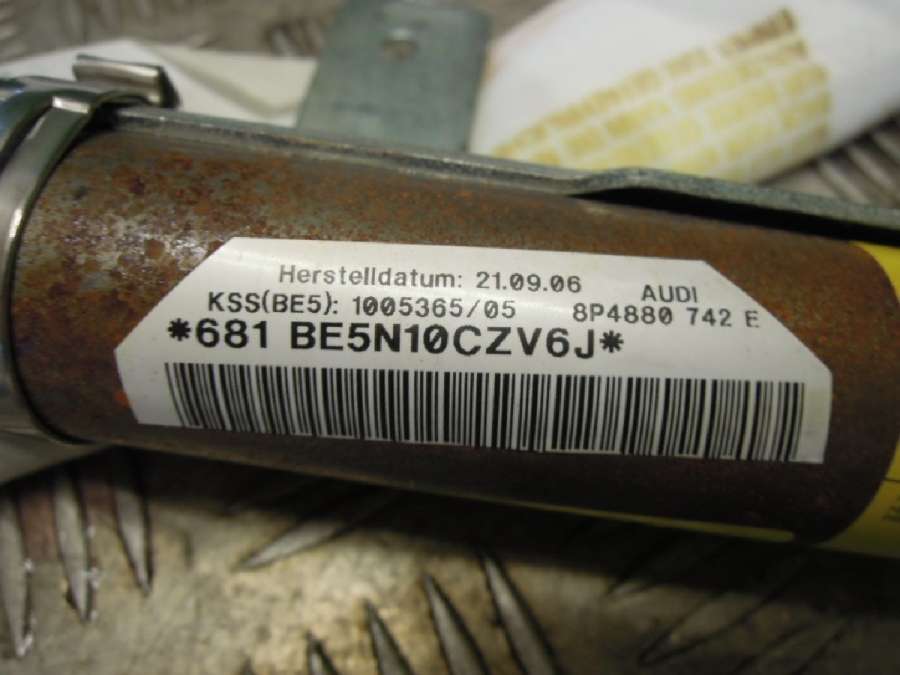 Herstelldatum: 21.09.06 AUDI
KSS(BE5): 1005365/05 8P4880 742 E
*681 BE5N10CZV6J*